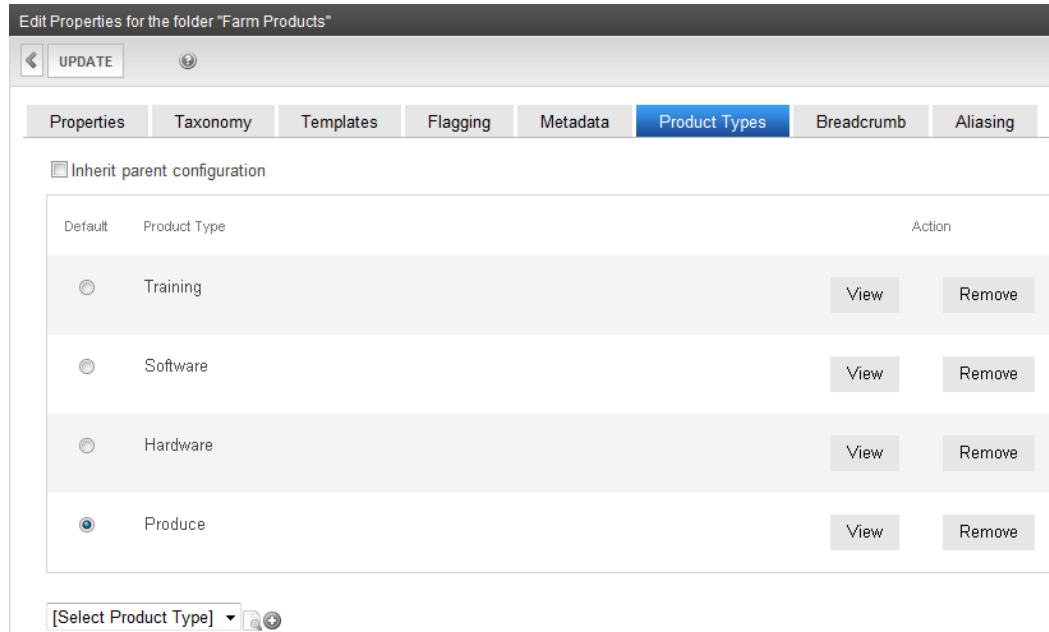 Edit Properties for the folder "Farm Products"
UPDATE
Properties Taxonomy Templates Flagging Metadata Product Types Breadcrumb Aliasing
Inherit parent configuration
Default Product Type Action
Training View Remove
Software View Remove
Hardware View Remove
Produce View Remove
[Select Product Type]